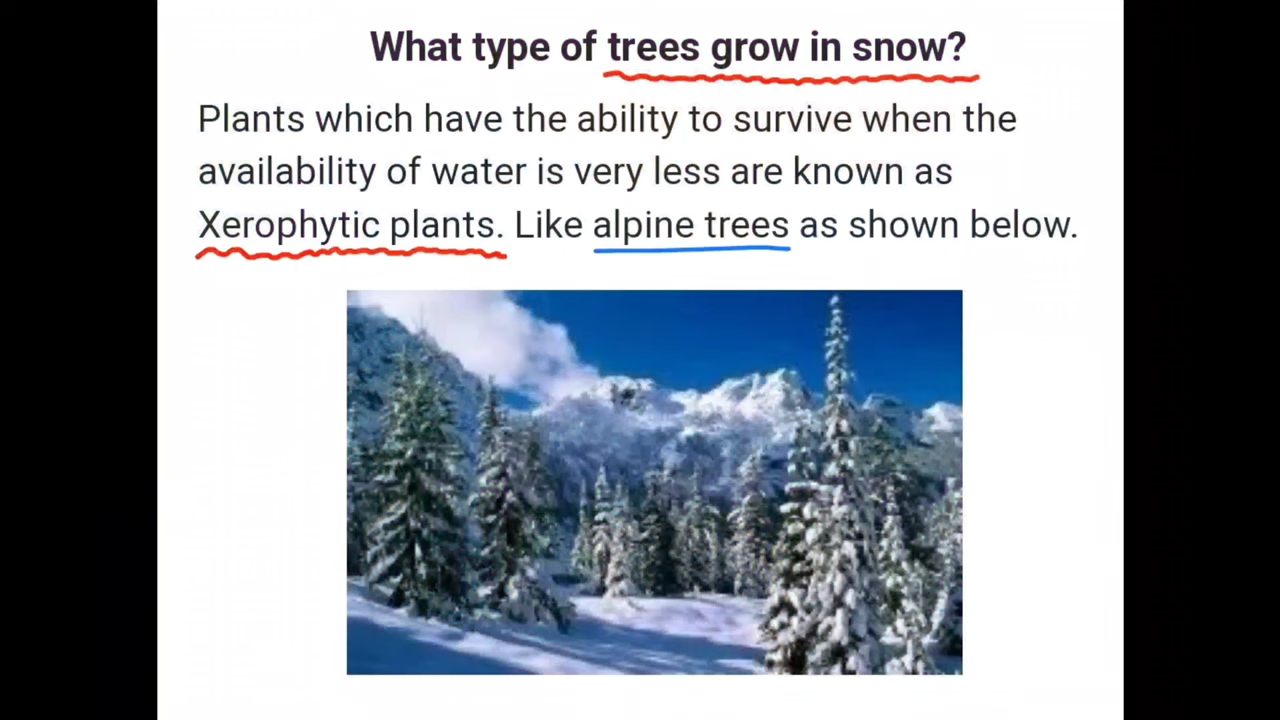 What type of trees grow in snow?
Plants which have the ability to survive when the
availability of water is very less are known as
Xerophytic plants. Like alpine trees as shown below.